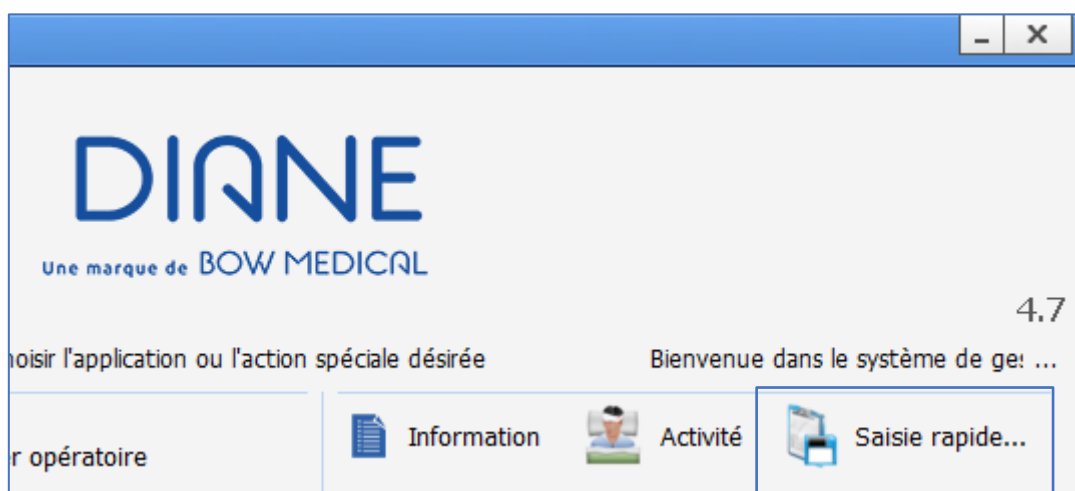 DIANE
Une marque de BOW MEDICAL
4.7
hoisir l'application ou l'action spéciale désirée
Bienvenue dans le système de ges ...
Information
Activité
Saisie rapide...
r opératoire